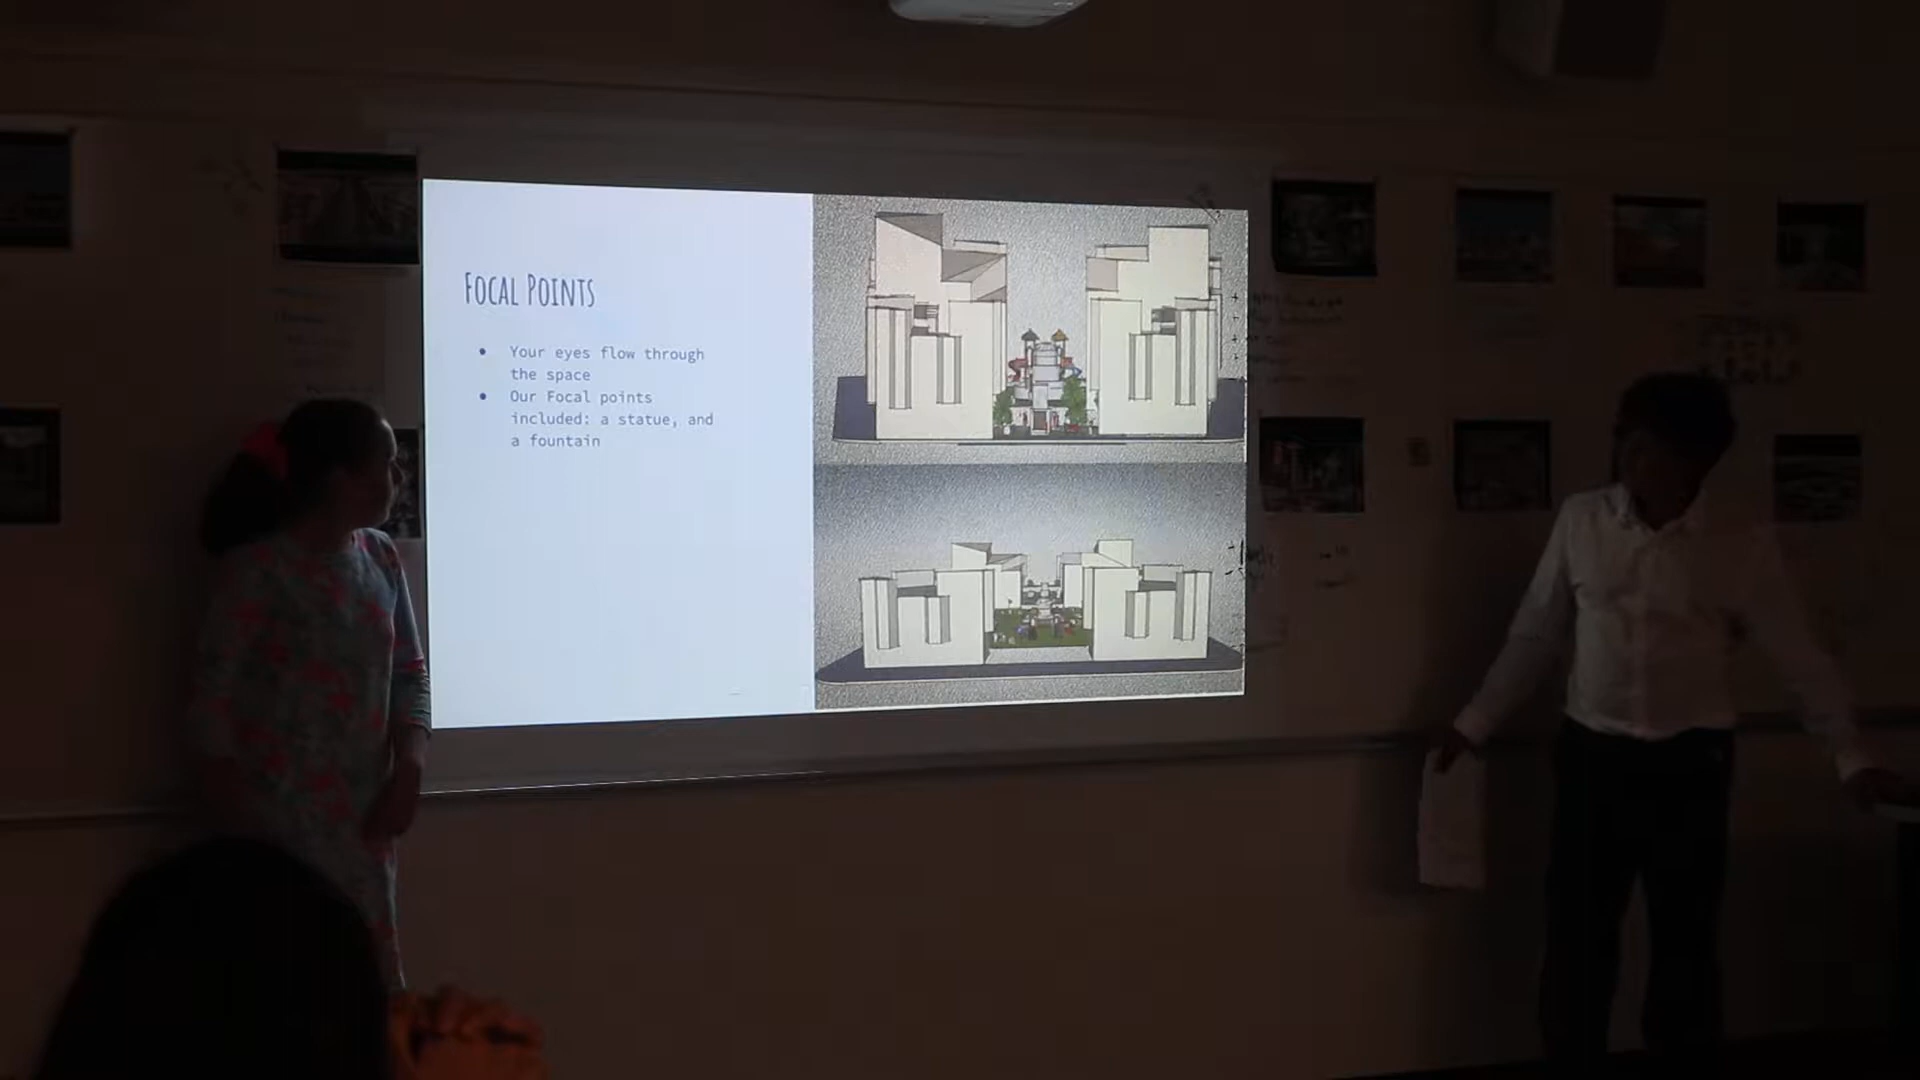 FOCAL POINTS
• Your eyes flow through
the space
• Our Focal points
included: a statue, and
a fountain